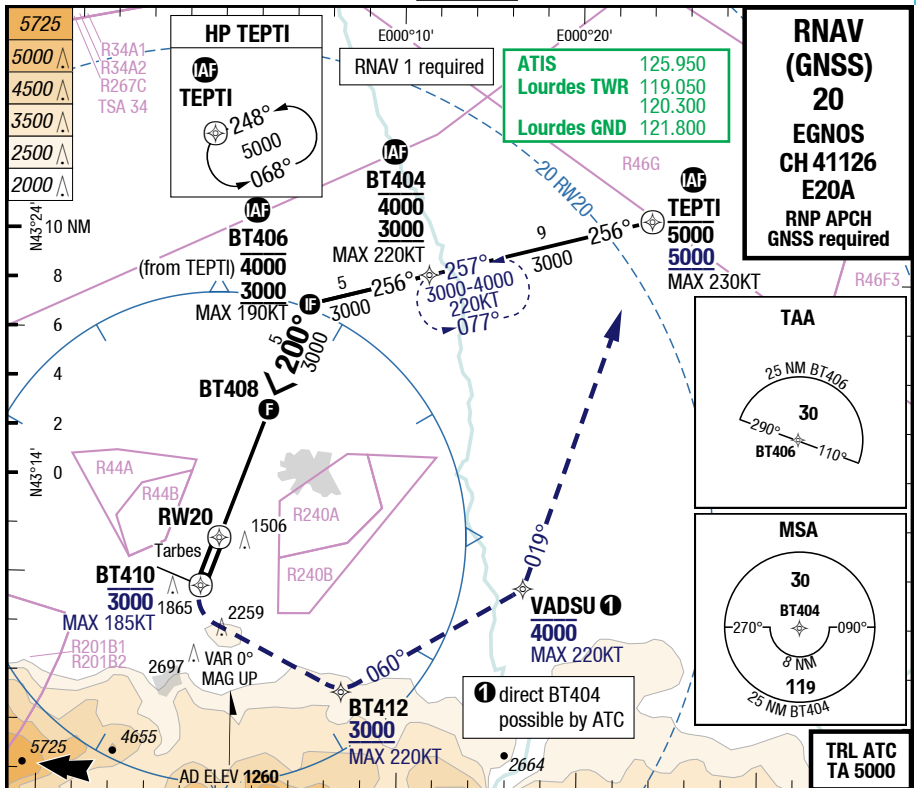 5725
5000
4500
3500
2500
2000
R34A1
R34A2
R267C
TSA 34
HP TEPTI
IAF
TEPTI
248°
5000
068°
E000°10'
E000°20'
RNAV 1 required
ATIS 125.950
Lourdes TWR 119.050
120.300
Lourdes GND 121.800
RNAV
(GNSS)
20
EGNOS
CH 41126
E20A
RNP APCH
GNSS required
R46G
20 RW20
IAF
TEPTI
5000
5000
MAX 230KT
IAF
BT404
4000
3000
MAX 220KT
IAF
BT406
(from TEPTI)
4000
3000
MAX 190KT
N43°24'
10 NM
8
6
4
2
0
N43°14'
9
256°
3000
5
256°
3000
257°
3000-4000
220KT
077°
IF
5
200°
3000
BT408
F
R46F3
TAA
25 NM BT406
30
290°
110°
BT406
R44A
R44B
R240A
R240B
RW20
Tarbes
1506
BT410
3000
MAX 185KT
1865
2259
2697
VAR 0°
MAG UP
R201B1
R201B2
019°
VADSU 1
4000
MAX 220KT
060°
BT412
3000
MAX 220KT
1 direct BT404
possible by ATC
MSA
30
BT404
270°
090°
8 NM
119
25 NM BT404
5725
4655
2664
AD ELEV 1260
TRL ATC
TA 5000